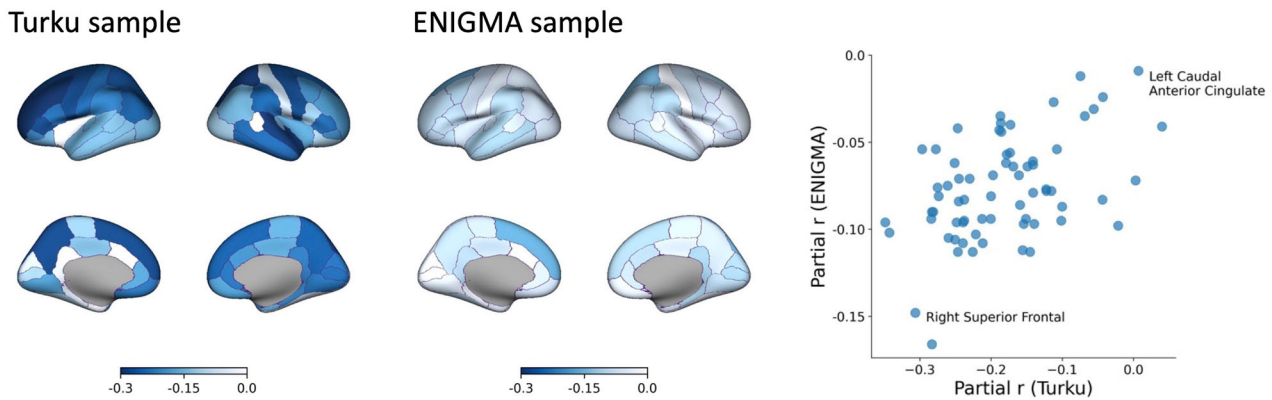 Turku sample
ENIGMA sample
-0.3
-0.15
0.0
-0.3
-0.15
0.0
Partial r (ENIGMA)
0.0
-0.05
-0.10
-0.15
Left Caudal
Anterior Cingulate
Right Superior Frontal
−0.3
−0.2
−0.1
0.0
Partial r (Turku)